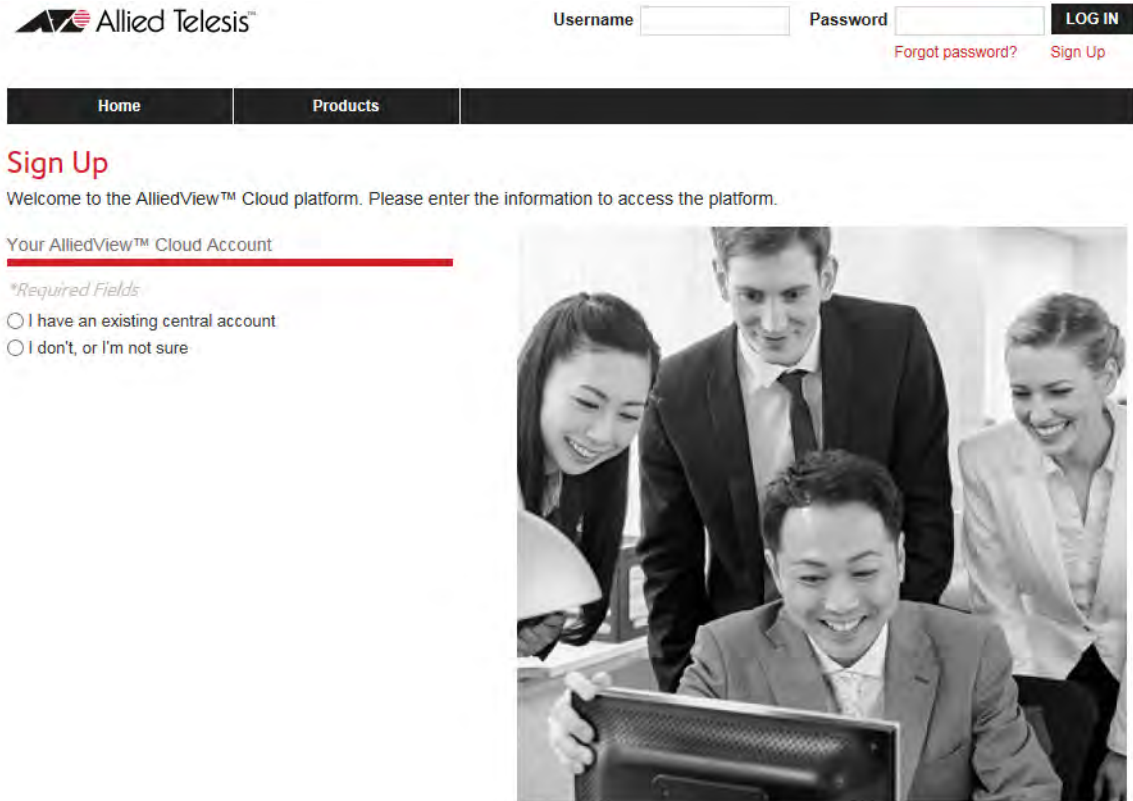 Allied Telesis™
Username
Password
LOG IN
Forgot password?
Sign Up
Home
Products
Sign Up
Welcome to the AlliedView™ Cloud platform. Please enter the information to access the platform.
Your AlliedView™ Cloud Account
*Required Fields
I have an existing central account
I don't, or I'm not sure